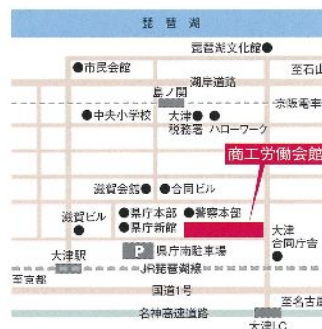 琵 琶 湖
琵琶湖文化館●
●市民会館
至石山
湖岸道路
島ノ関
京阪電車
●中央小学校
大津● ●
税務署 ハローワーク
商工労働会館
滋賀会館● ●合同ビル
滋賀ビル
●
●県庁本部
●警察本部
●県庁新館
大津
合同庁舎
●
大津駅
P 県庁南駐車場
JR琵琶湖線
至京都
国道1号
至名古屋
名神高速道路
大津I.C